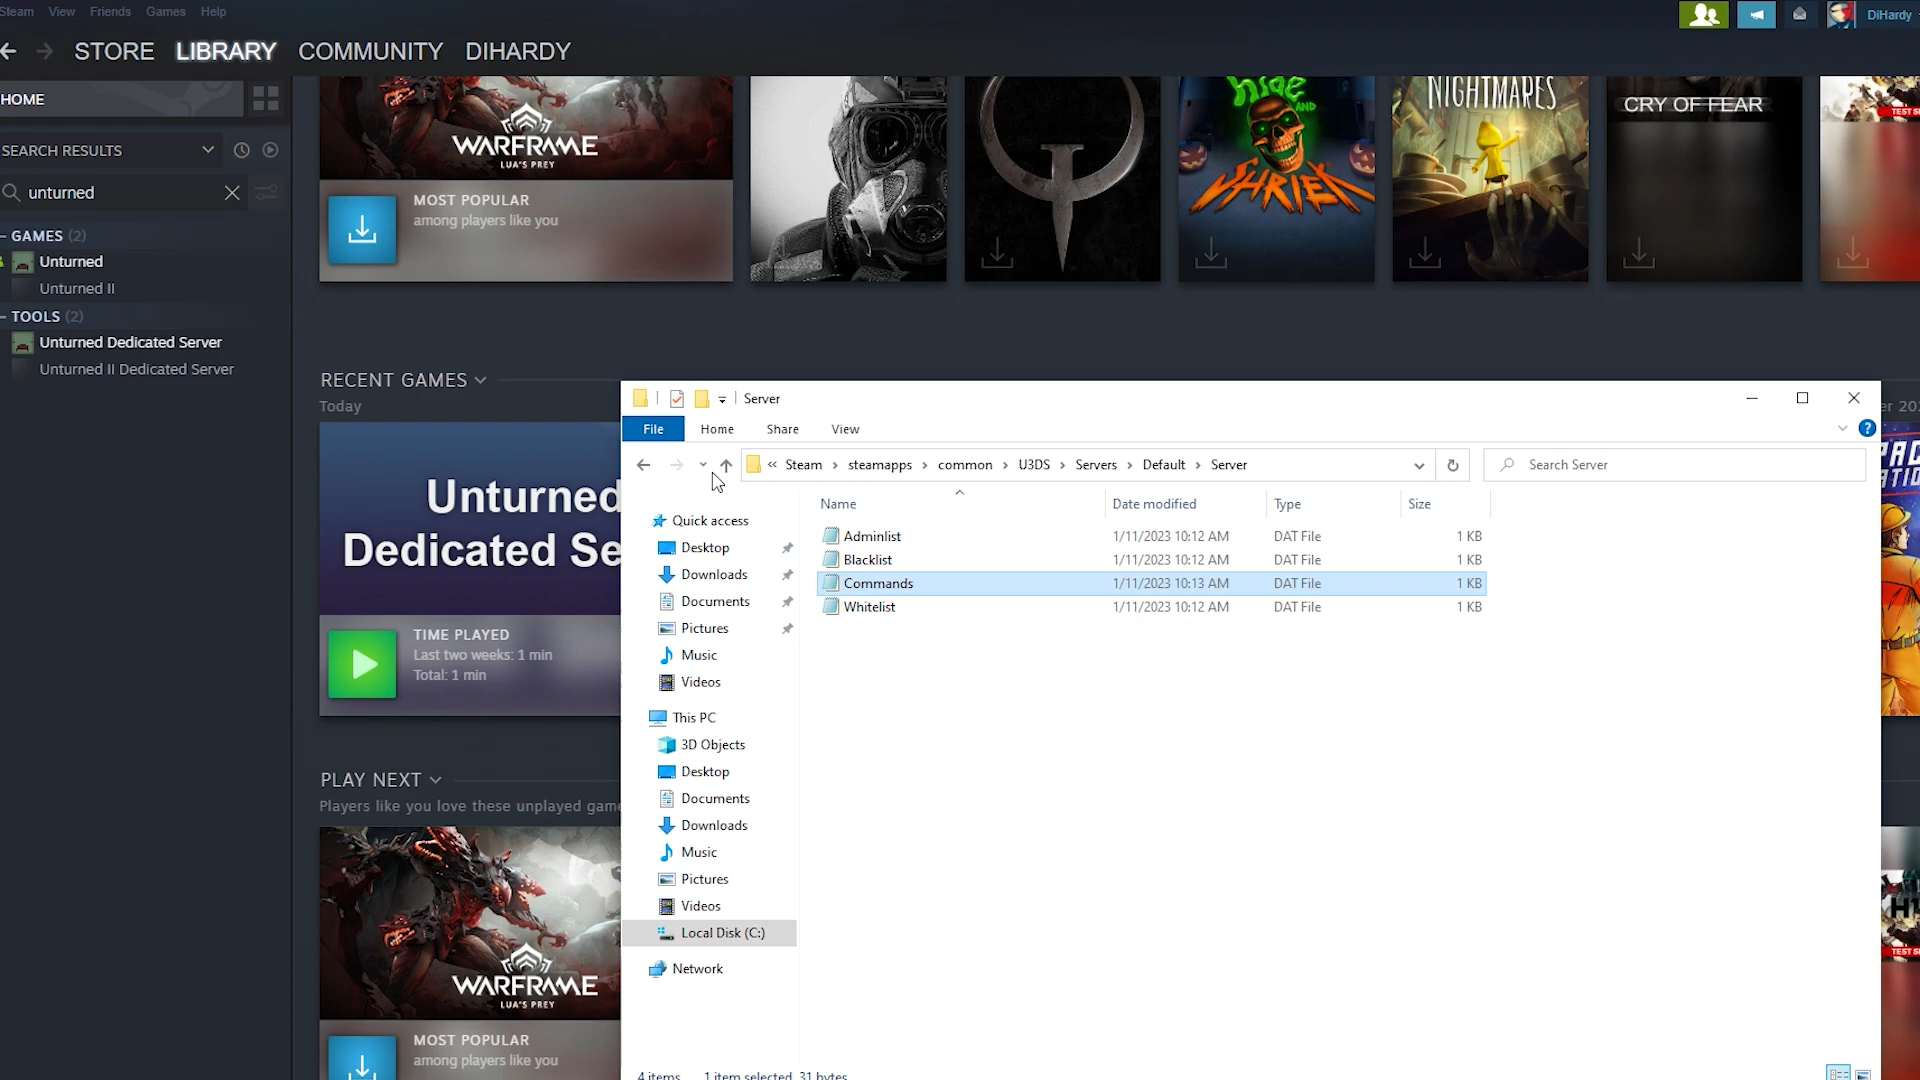 Steam View Friends Games Help
DiHardy
STORE LIBRARY COMMUNITY DIHARDY
HOME
SEARCH RESULTS
unturned
- GAMES (2)
Unturned
Unturned II
- TOOLS (2)
Unturned Dedicated Server
Unturned II Dedicated Server
WARFRAME
LUA'S PREY
MOST POPULAR
among players like you
HIDE AND
SHRIEK
NIGHTMARES
CRY OF FEAR
RECENT GAMES
Today
Unturned
Dedicated Se
TIME PLAYED
Last two weeks: 1 min
Total: 1 min
PLAY NEXT
Players like you love these unplayed game
WARFRAME
LUA'S PREY
MOST POPULAR
among players like you
Server
File Home Share View
« Steam › steamapps › common › U3DS › Servers › Default › Server
Search Server
Name Date modified Type Size
Adminlist 1/11/2023 10:12 AM DAT File 1 KB
Blacklist 1/11/2023 10:12 AM DAT File 1 KB
Commands 1/11/2023 10:13 AM DAT File 1 KB
Whitelist 1/11/2023 10:12 AM DAT File 1 KB
Quick access
Desktop
Downloads
Documents
Pictures
Music
Videos
This PC
3D Objects
Desktop
Documents
Downloads
Music
Pictures
Videos
Local Disk (C:)
Network
4 items 1 item selected 31 bytes